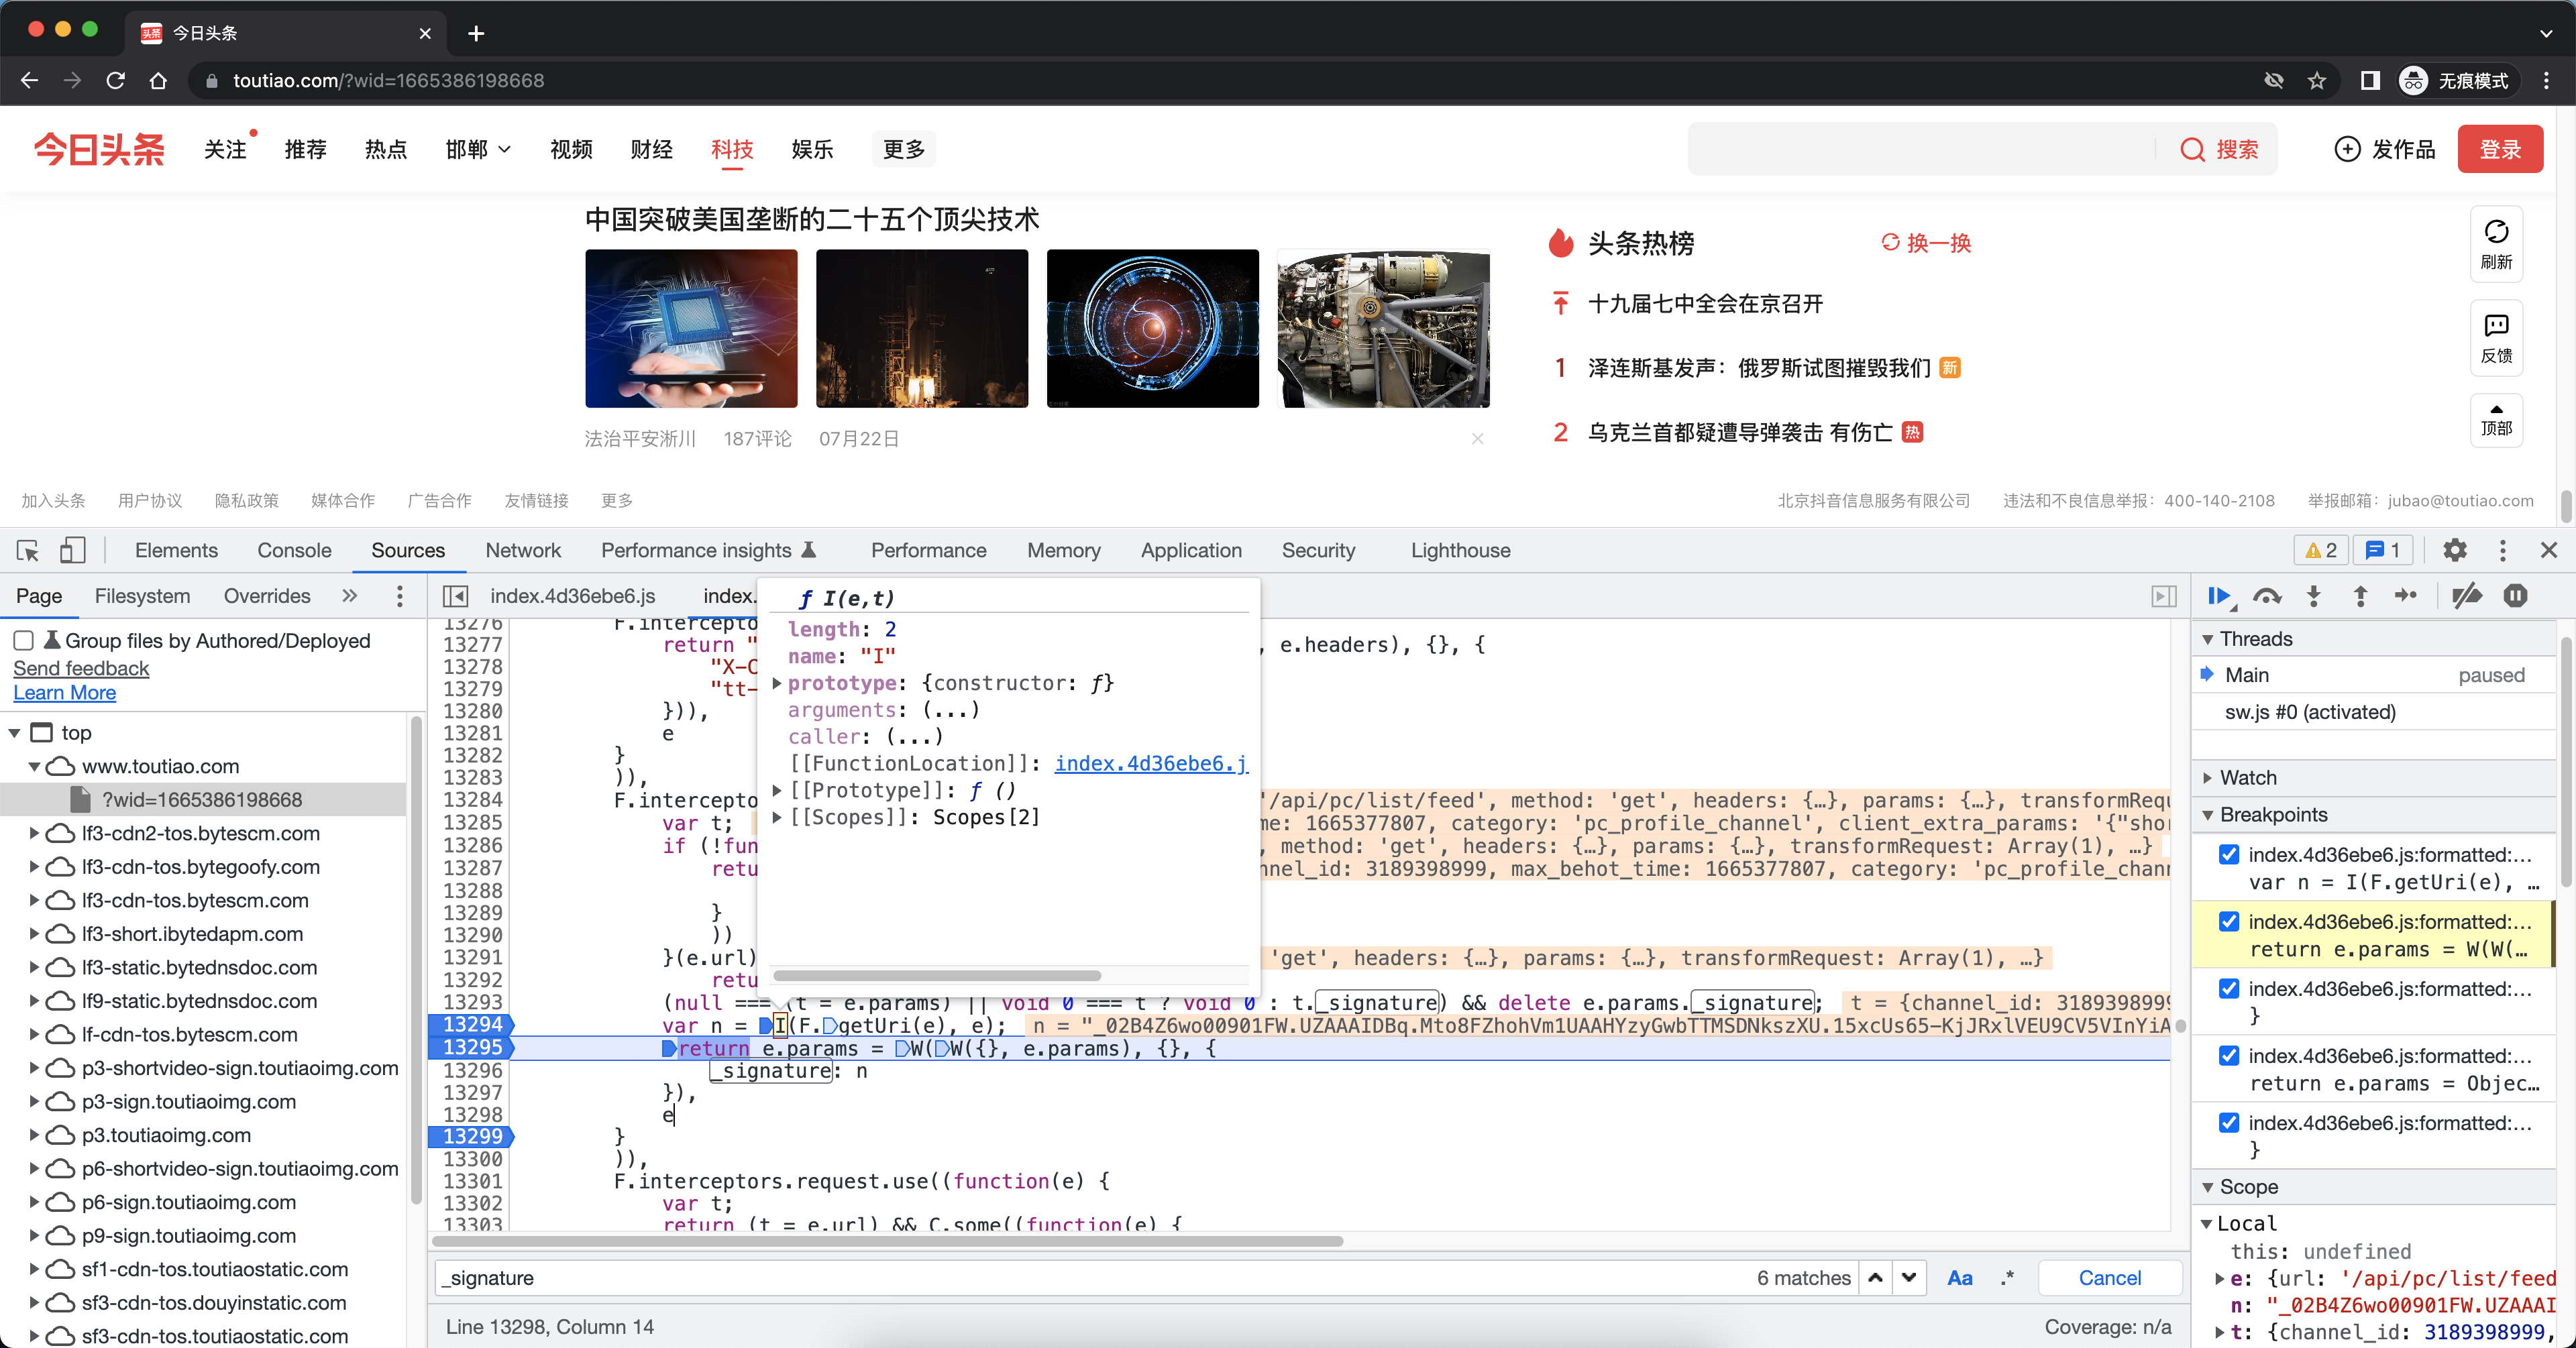 今日头条
toutiao.com/?wid=1665386198668
无痕模式
今日头条 关注 推荐 热点 邯郸 视频 财经 科技 娱乐 更多 搜索 发作品 登录
中国突破美国垄断的二十五个顶尖技术
法治平安淅川 187评论 07月22日
头条热榜 换一换
十九届七中全会在京召开
1 泽连斯基发声：俄罗斯试图摧毁我们 新
2 乌克兰首都疑遭导弹袭击 有伤亡 热
刷新
反馈
顶部
加入头条 用户协议 隐私政策 媒体合作 广告合作 友情链接 更多 北京抖音信息服务有限公司 违法和不良信息举报：400-140-2108 举报邮箱：jubao@toutiao.com
Elements Console Sources Network Performance insights Performance Memory Application Security Lighthouse 2 1
Page Filesystem Overrides »
Group files by Authored/Deployed
Send feedback
Learn More
top
www.toutiao.com
?wid=1665386198668
lf3-cdn2-tos.bytescm.com
lf3-cdn-tos.bytegoofy.com
lf3-cdn-tos.bytescm.com
lf3-short.ibytedapm.com
lf3-static.bytednsdoc.com
lf9-static.bytednsdoc.com
lf-cdn-tos.bytescm.com
p3-shortvideo-sign.toutiaoimg.com
p3-sign.toutiaoimg.com
p3.toutiaoimg.com
p6-shortvideo-sign.toutiaoimg.com
p6-sign.toutiaoimg.com
p9-sign.toutiaoimg.com
sf1-cdn-tos.toutiaostatic.com
sf3-cdn-tos.douyinstatic.com
sf3-cdn-tos.toutiaostatic.com
index.4d36ebe6.js index.
ƒ I(e,t)
length: 2
name: "I"
prototype: {constructor: ƒ}
arguments: (...)
caller: (...)
[[FunctionLocation]]: index.4d36ebe6.j
[[Prototype]]: ƒ ()
[[Scopes]]: Scopes[2]
13276 F.intercepto
13277 return " , e.headers), {}, {
13278 "X-C
13279 "tt-
13280 })),
13281 e
13282 }
13283 )),
13284 F.intercepto '/api/pc/list/feed', method: 'get', headers: {…}, params: {…}, transformRequ
13285 var t; me: 1665377807, category: 'pc_profile_channel', client_extra_params: '{"shor
13286 if (!fun , method: 'get', headers: {…}, params: {…}, transformRequest: Array(1), …}
13287 retu nnel_id: 3189398999, max_behot_time: 1665377807, category: 'pc_profile_chann
13288
13289 }
13290 ))
13291 }(e.url) 'get', headers: {…}, params: {…}, transformRequest: Array(1), …}
13292 retu
13293 (null === (t = e.params) || void 0 === t ? void 0 : t._signature) && delete e.params._signature; t = {channel_id: 3189398999
13294 var n = I(F.getUri(e), e); n = "_02B4Z6wo00901FW.UZAAAIDBq.Mto8FZhohVm1UAAHYzyGwbTTMSDNkszXU.15xcUs65-KjJRxlVEU9CV5VInYiA
13295 return e.params = W(W({}, e.params), {}, {
13296 _signature: n
13297 }),
13298 e
13299 }
13300 )),
13301 F.interceptors.request.use((function(e) {
13302 var t;
13303 return (t = e.url) && C.some((function(e) {
_signature 6 matches Aa .* Cancel
Line 13298, Column 14 Coverage: n/a
Threads
Main paused
sw.js #0 (activated)
Watch
Breakpoints
index.4d36ebe6.js:formatted:…
var n = I(F.getUri(e), …
index.4d36ebe6.js:formatted:…
return e.params = W(W(…
index.4d36ebe6.js:formatted:…
}
index.4d36ebe6.js:formatted:…
return e.params = Objec…
index.4d36ebe6.js:formatted:…
}
Scope
Local
this: undefined
e: {url: '/api/pc/list/feed
n: "_02B4Z6wo00901FW.UZAAAI
t: {channel_id: 3189398999,